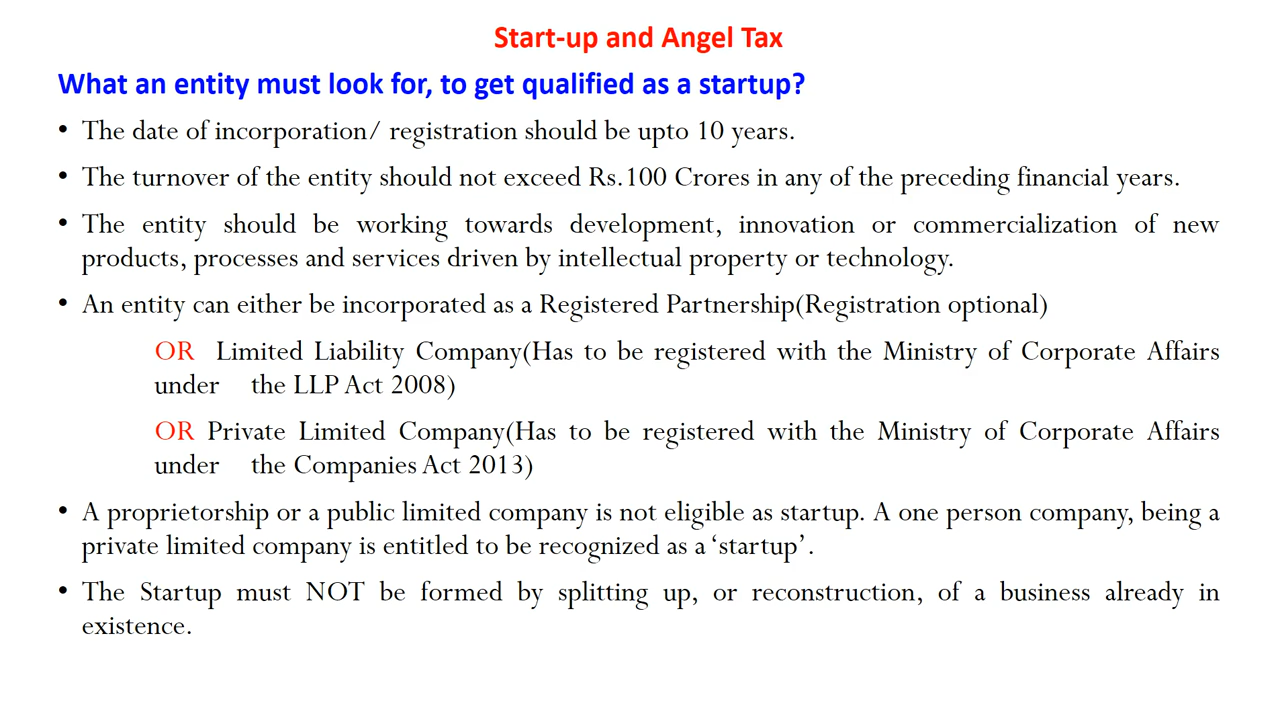 Start-up and Angel Tax
What an entity must look for, to get qualified as a startup?
• The date of incorporation/ registration should be upto 10 years.
• The turnover of the entity should not exceed Rs.100 Crores in any of the preceding financial years.
• The entity should be working towards development, innovation or commercialization of new
products, processes and services driven by intellectual property or technology.
• An entity can either be incorporated as a Registered Partnership(Registration optional)
OR Limited Liability Company(Has to be registered with the Ministry of Corporate Affairs
under the LLP Act 2008)
OR Private Limited Company(Has to be registered with the Ministry of Corporate Affairs
under the Companies Act 2013)
• A proprietorship or a public limited company is not eligible as startup. A one person company, being a
private limited company is entitled to be recognized as a ‘startup’.
• The Startup must NOT be formed by splitting up, or reconstruction, of a business already in
existence.